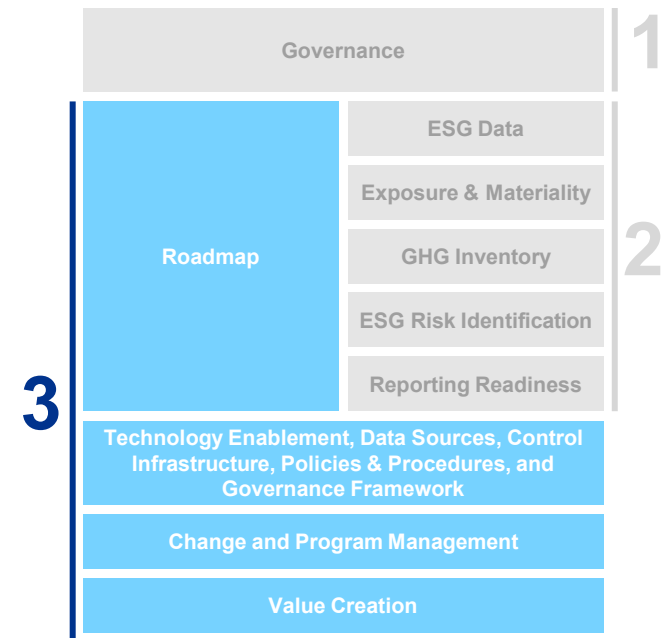 Governance
1
ESG Data
Exposure & Materiality
Roadmap
GHG Inventory
2
ESG Risk Identification
Reporting Readiness
3
Technology Enablement, Data Sources, Control
Infrastructure, Policies & Procedures, and
Governance Framework
Change and Program Management
Value Creation